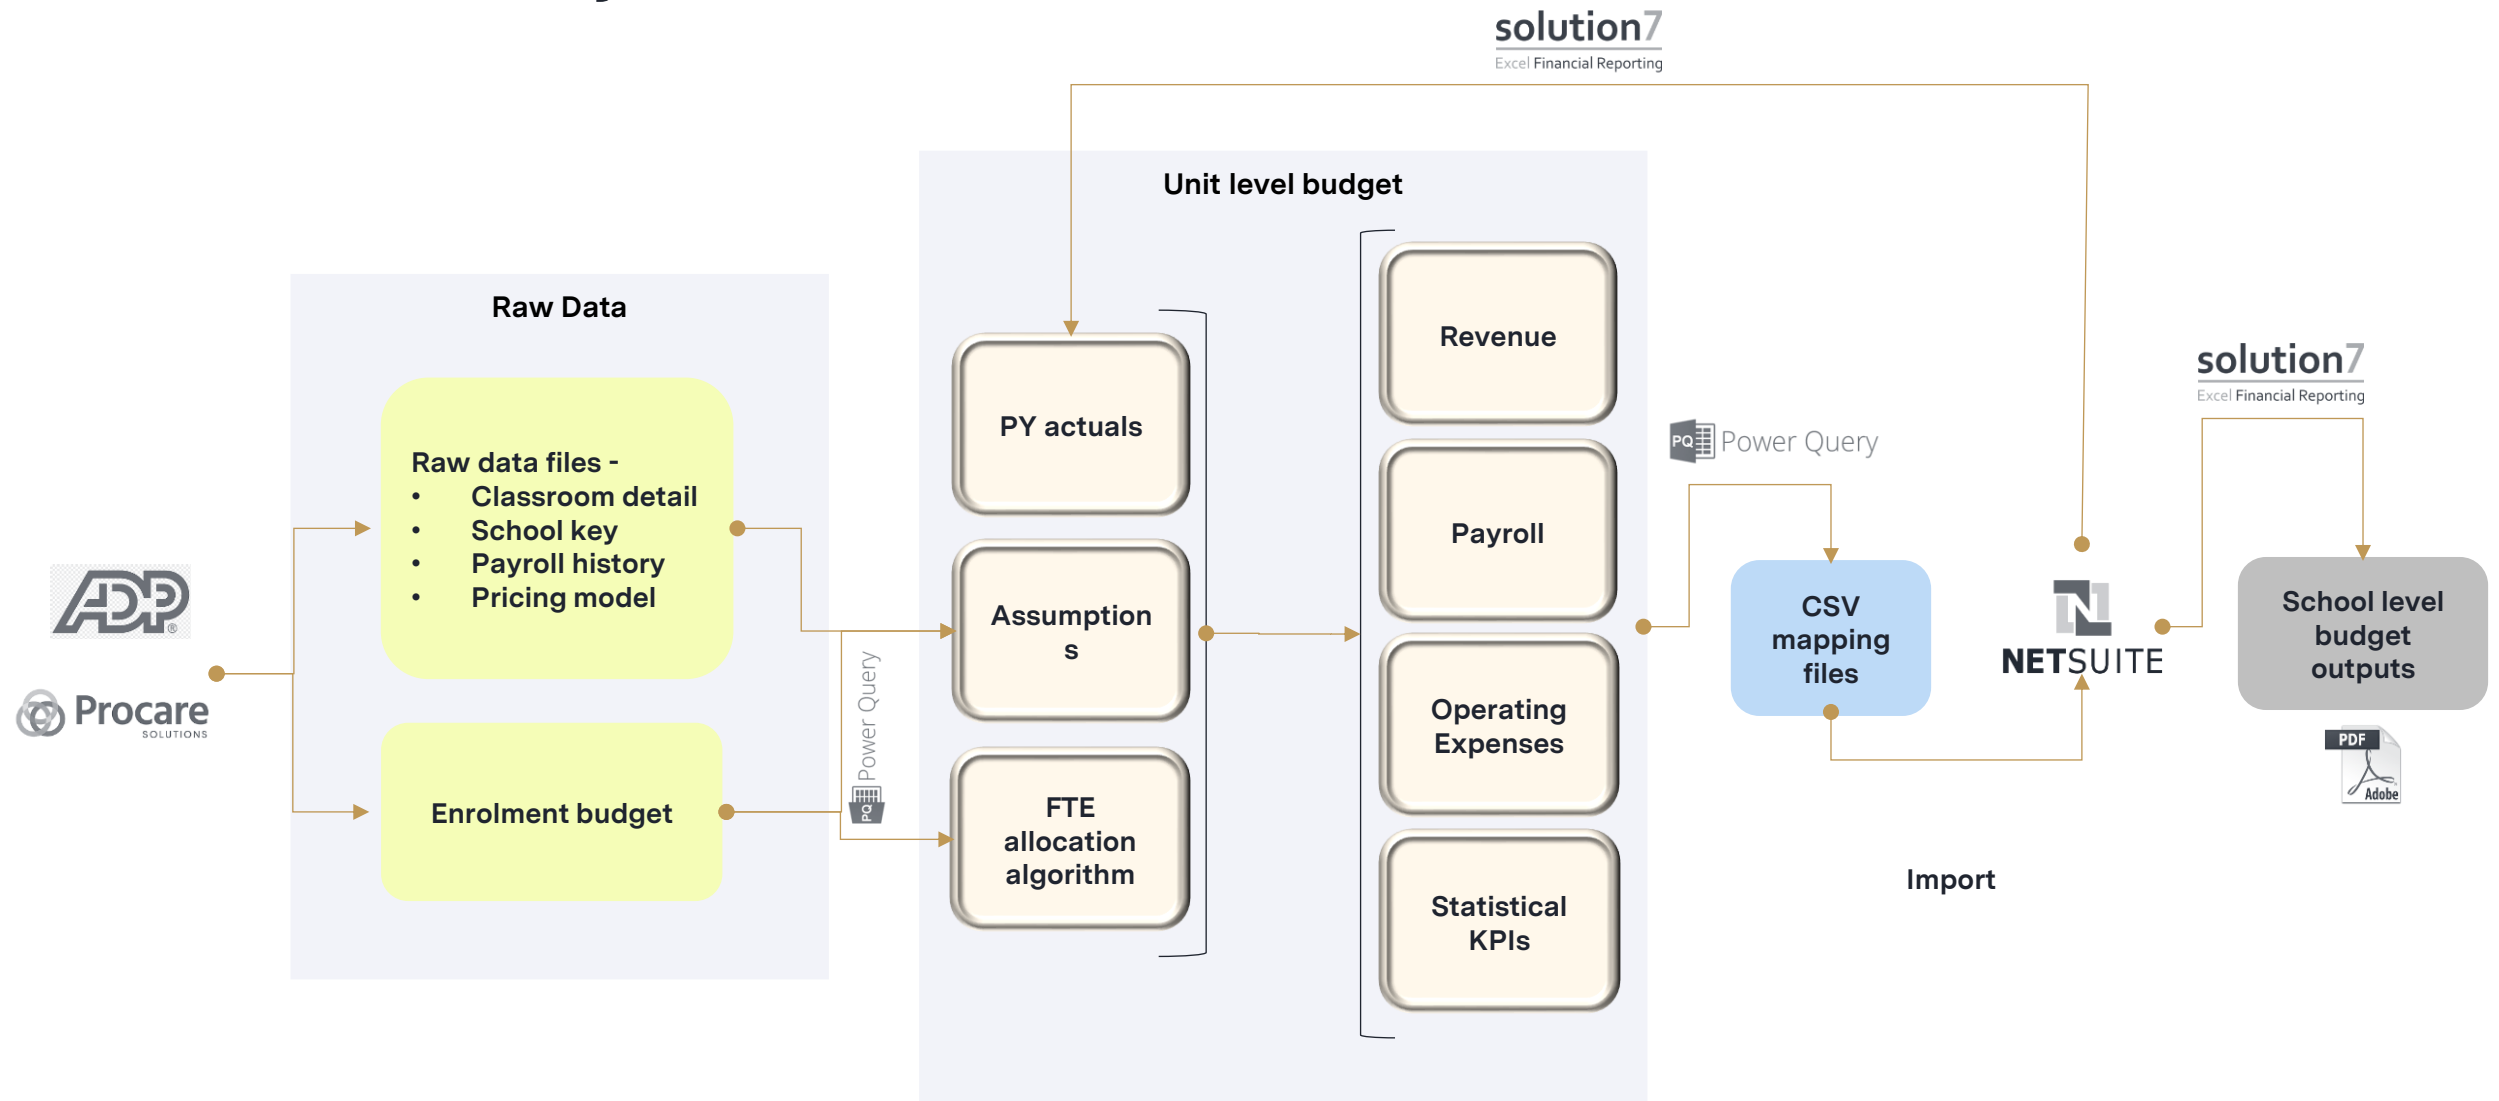 solution7
Excel Financial Reporting
Unit level budget
Raw Data
Raw data files -
• Classroom detail
• School key
• Payroll history
• Pricing model
Enrolment budget
ADP®
Procare
SOLUTIONS
Power Query
PQ
PY actuals
Assumption
s
FTE
allocation
algorithm
Revenue
Payroll
Operating
Expenses
Statistical
KPIs
PQ Power Query
CSV
mapping
files
N
NETSUITE
Import
solution7
Excel Financial Reporting
School level
budget
outputs
PDF
Adobe